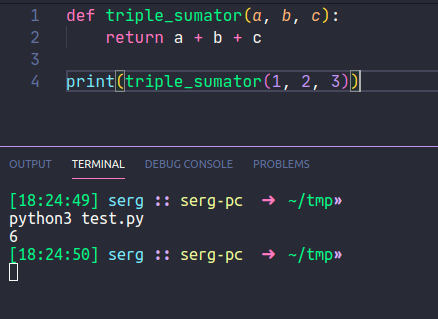 1 def triple_sumator(a, b, c):
2     return a + b + c
3
4 print(triple_sumator(1, 2, 3))
OUTPUT TERMINAL DEBUG CONSOLE PROBLEMS
[18:24:49] serg :: serg-pc ➜ ~/tmp»
python3 test.py
6
[18:24:50] serg :: serg-pc ➜ ~/tmp»